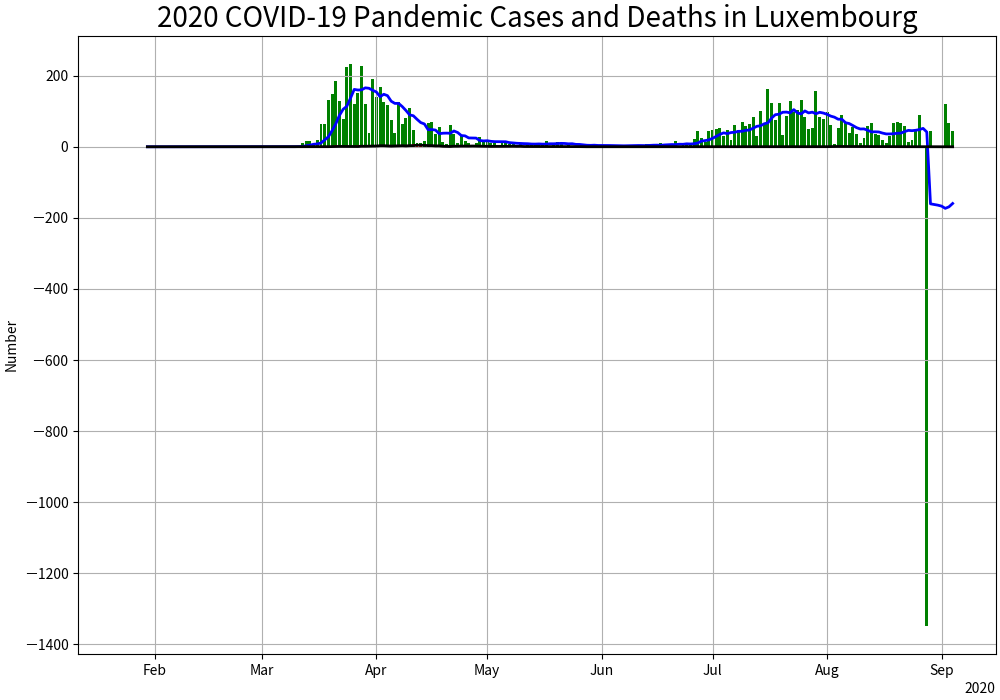 2020 COVID-19 Pandemic Cases and Deaths in Luxembourg
200
0
−200
−400
−600
−800
−1000
−1200
−1400
Number
Feb
Mar
Apr
May
Jun
Jul
Aug
Sep
2020